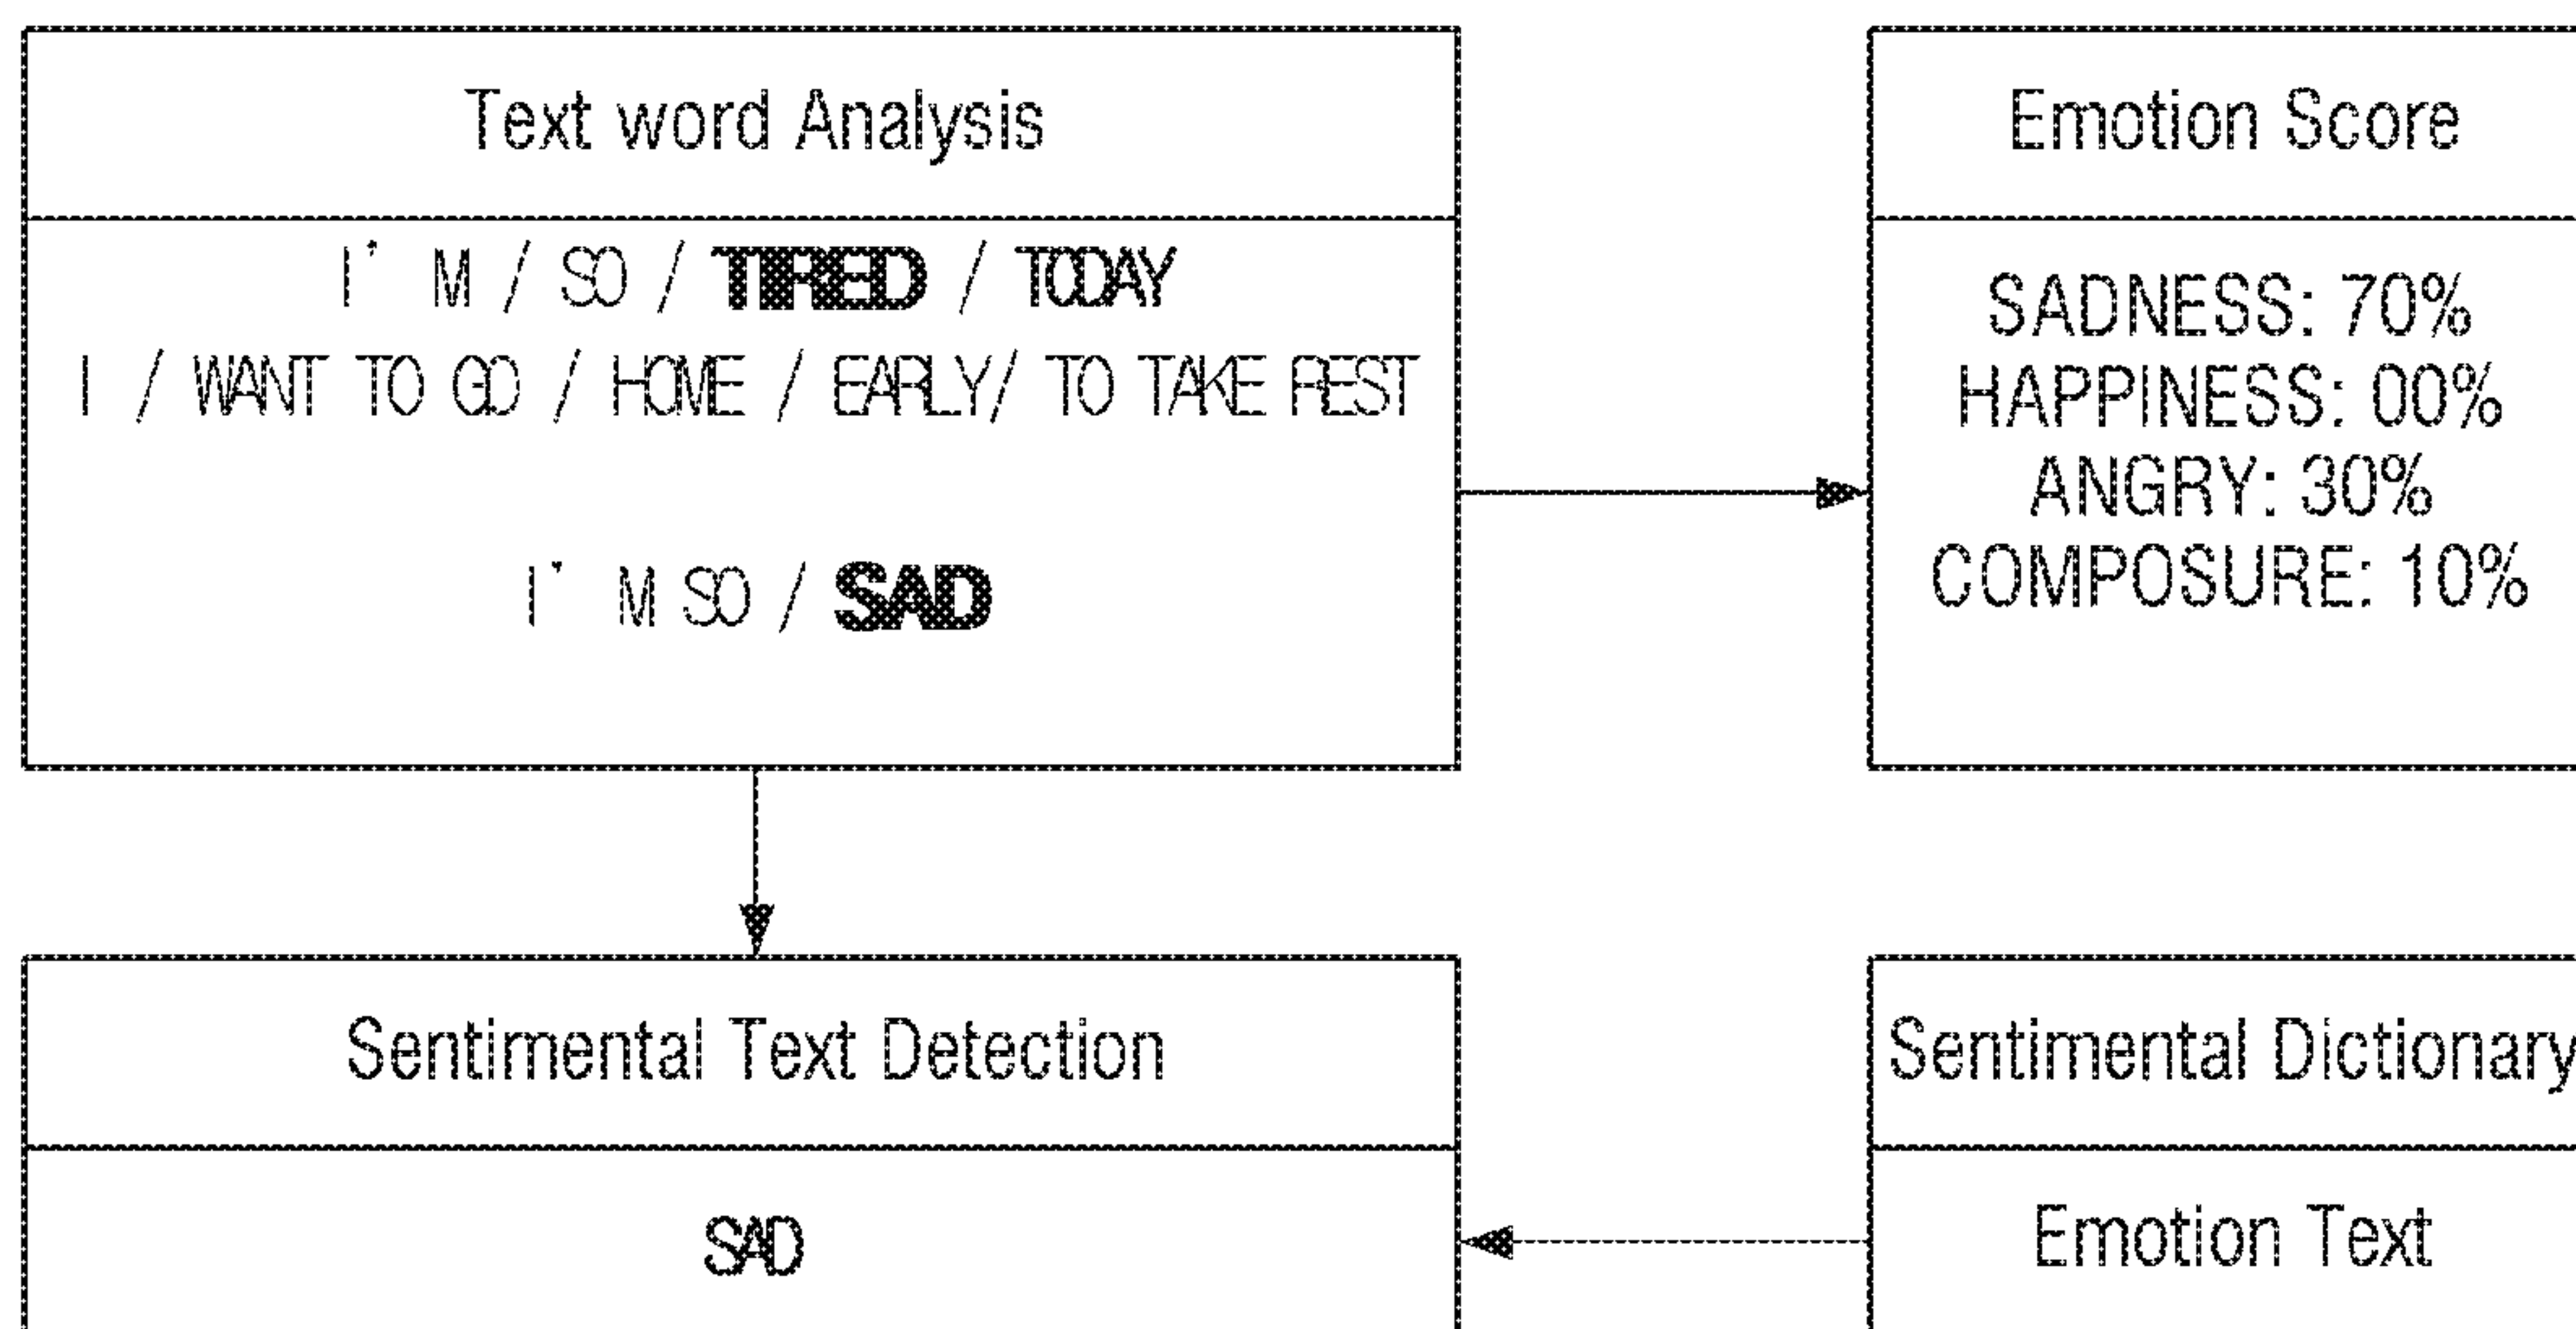 Text word Analysis
I' M / SO / TIRED / TODAY
I / WANT TO GO / HOME / EARLY/ TO TAKE REST
I' M SO / SAD
Emotion Score
SADNESS: 70%
HAPPINESS: 00%
ANGRY: 30%
COMPOSURE: 10%
Sentimental Text Detection
SAD
Sentimental Dictionary
Emotion Text